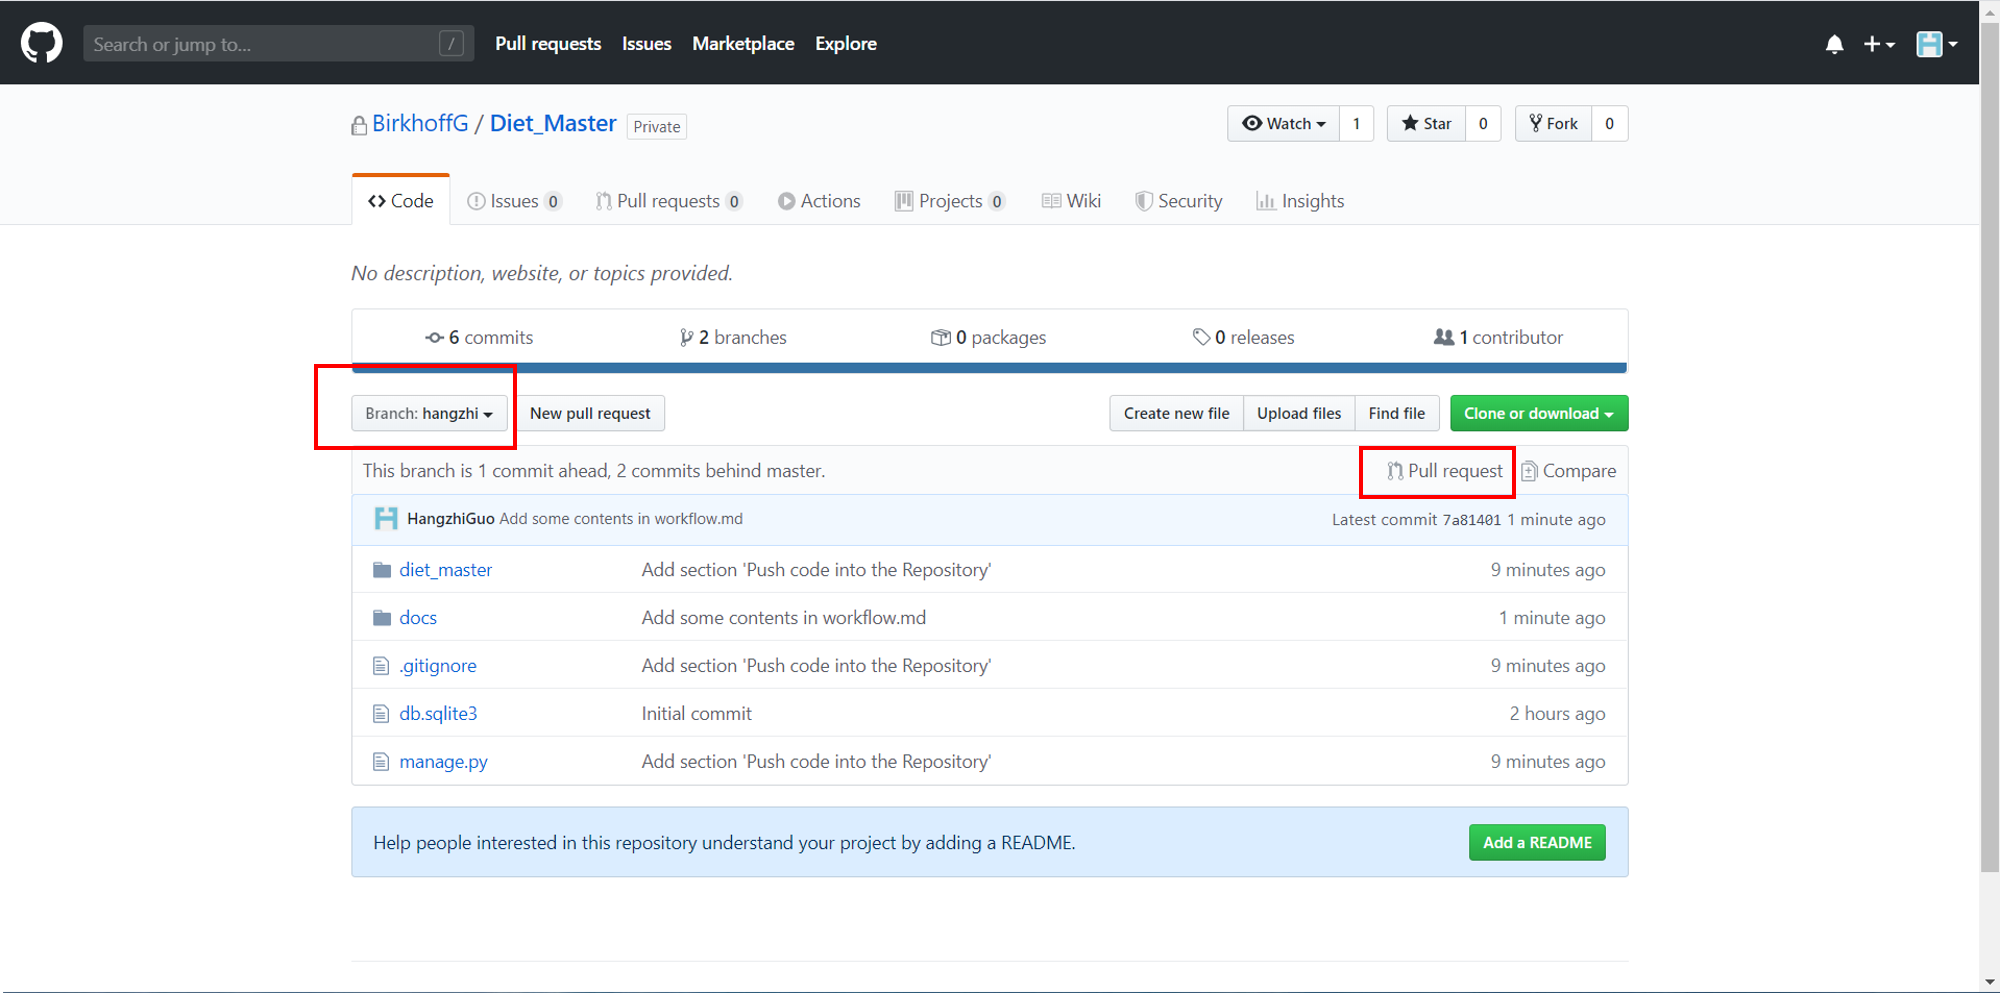 Search or jump to... / Pull requests Issues Marketplace Explore
BirkhoffG / Diet_Master Private Watch 1 Star 0 Fork 0
Code Issues 0 Pull requests 0 Actions Projects 0 Wiki Security Insights
No description, website, or topics provided.
6 commits 2 branches 0 packages 0 releases 1 contributor
Branch: hangzhi New pull request Create new file Upload files Find file Clone or download
This branch is 1 commit ahead, 2 commits behind master. Pull request Compare
HangzhiGuo Add some contents in workflow.md Latest commit 7a81401 1 minute ago
diet_master Add section 'Push code into the Repository' 9 minutes ago
docs Add some contents in workflow.md 1 minute ago
.gitignore Add section 'Push code into the Repository' 9 minutes ago
db.sqlite3 Initial commit 2 hours ago
manage.py Add section 'Push code into the Repository' 9 minutes ago
Help people interested in this repository understand your project by adding a README. Add a README